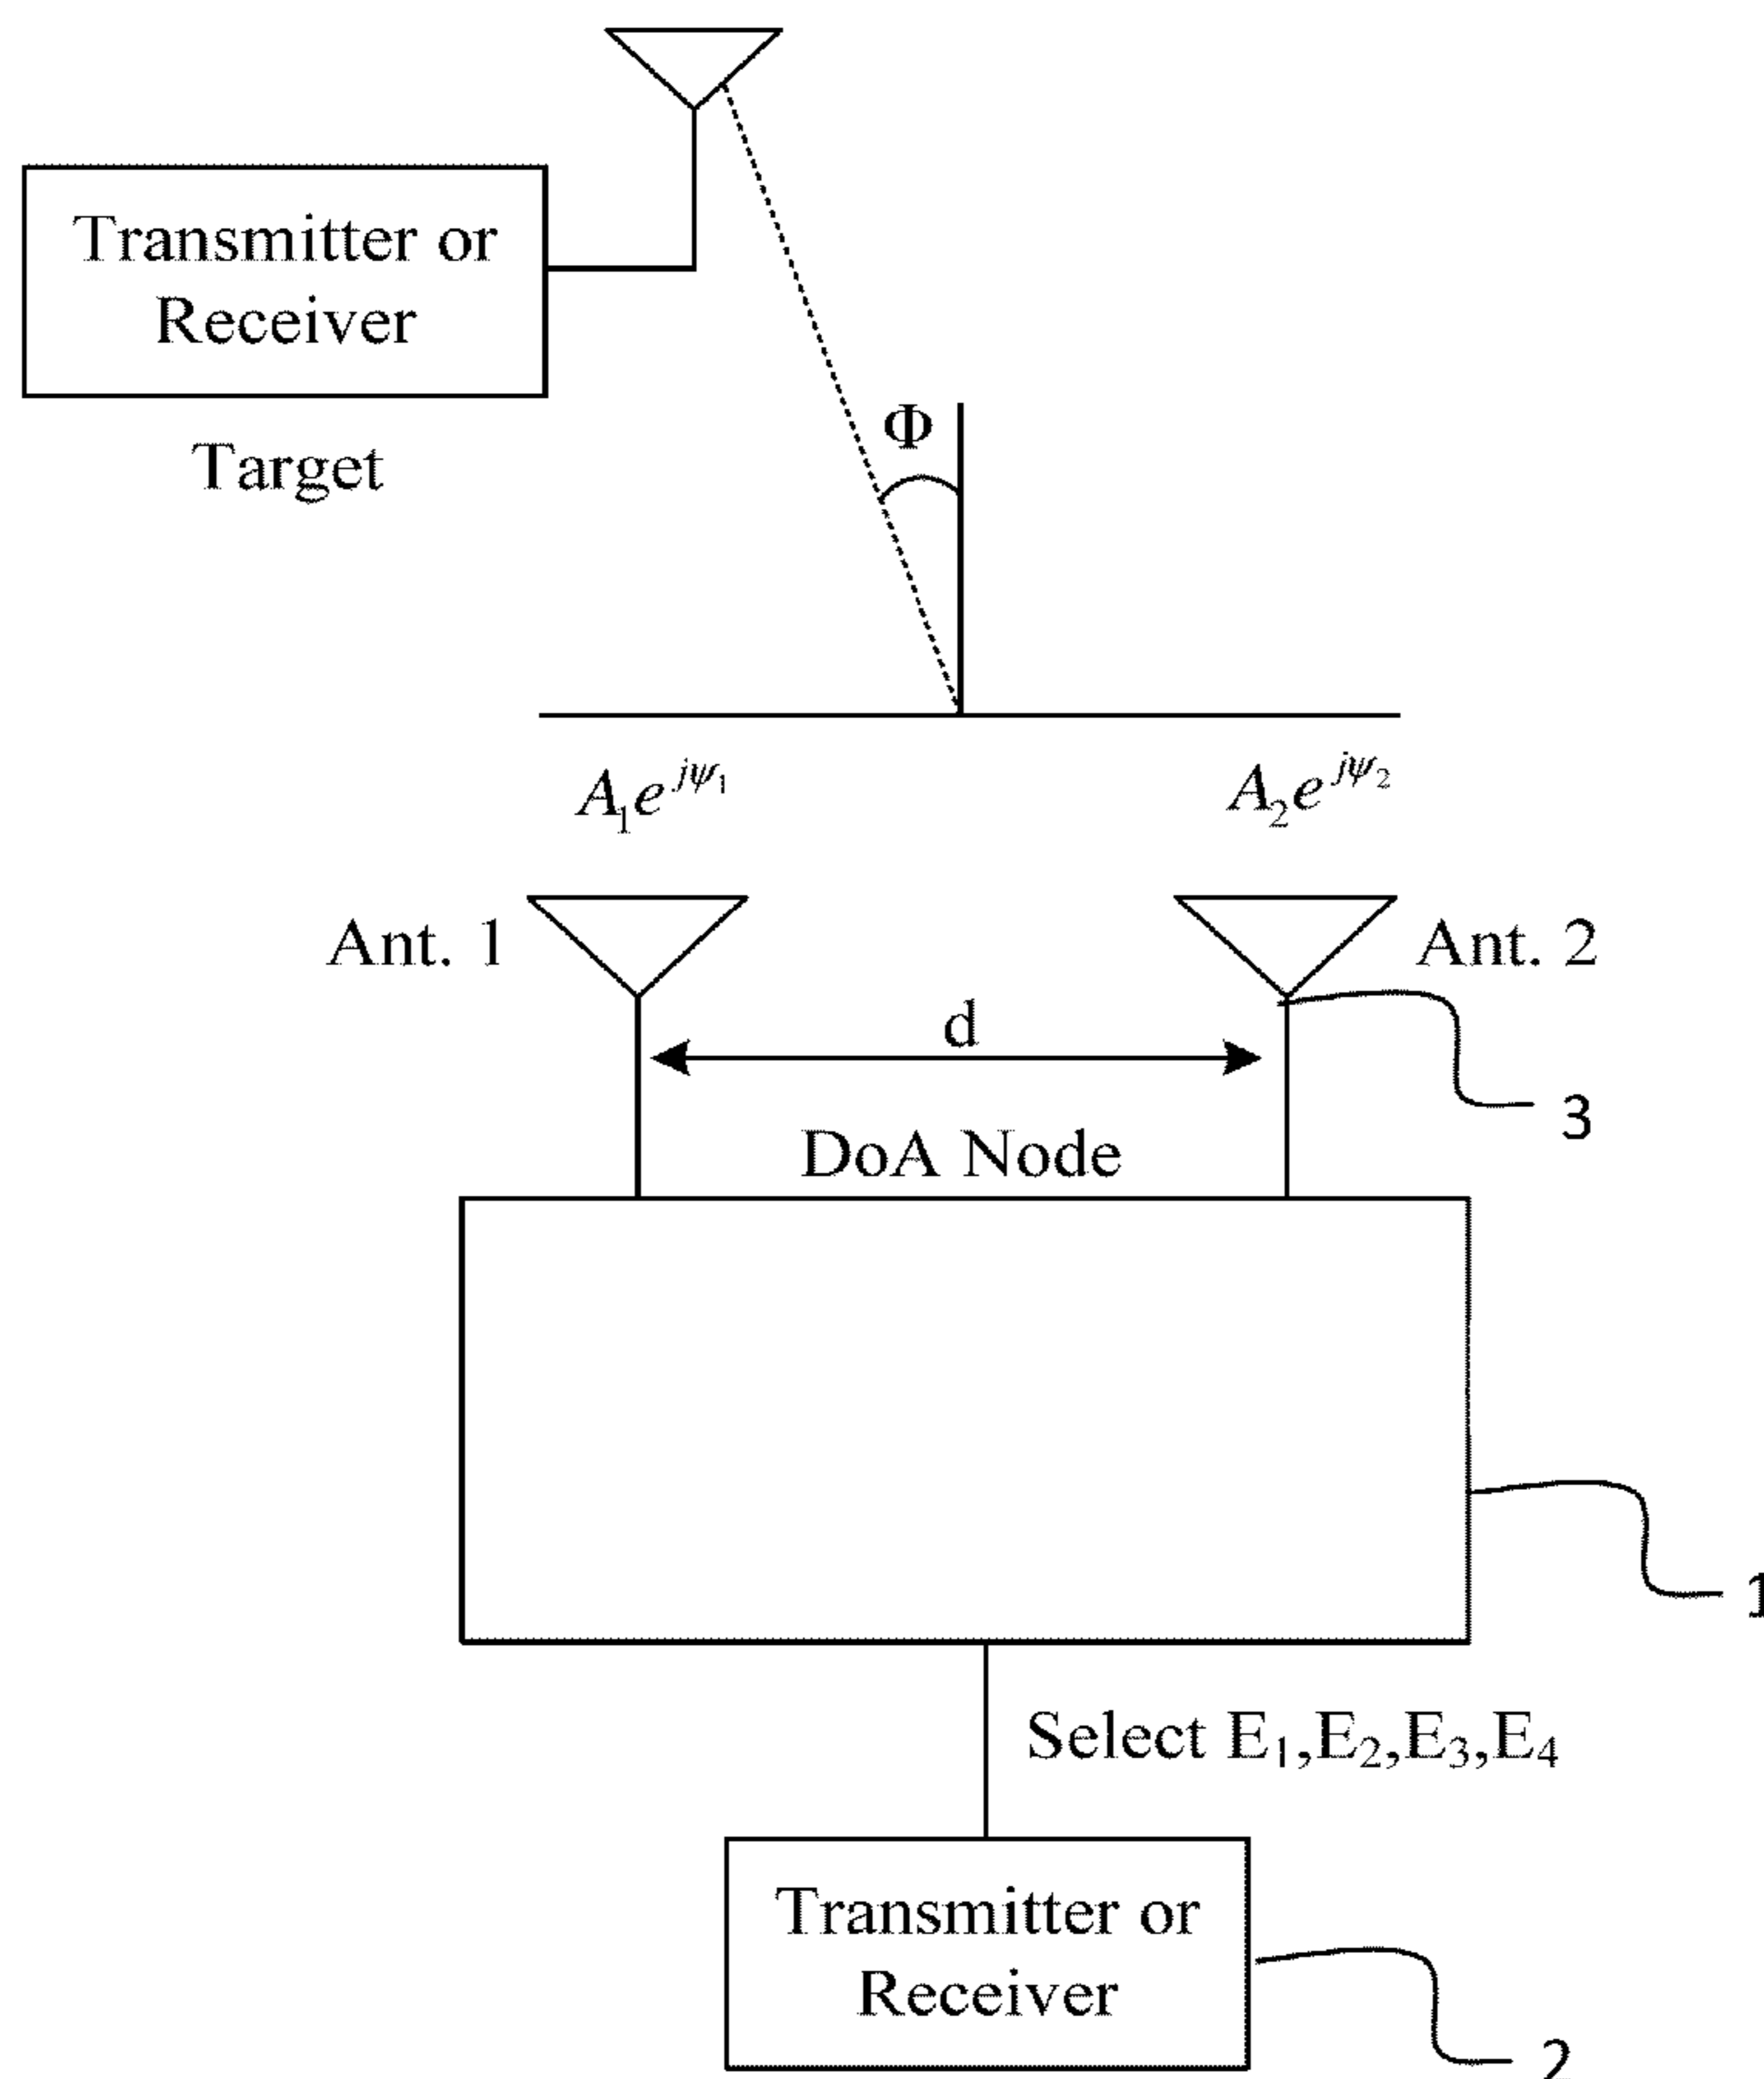 Transmitter or
Receiver
Target
Φ
A₁e^{jψ₁}
A₂e^{jψ₂}
Ant. 1
Ant. 2
d
3
DoA Node
1
Select E₁,E₂,E₃,E₄
Transmitter or
Receiver
2